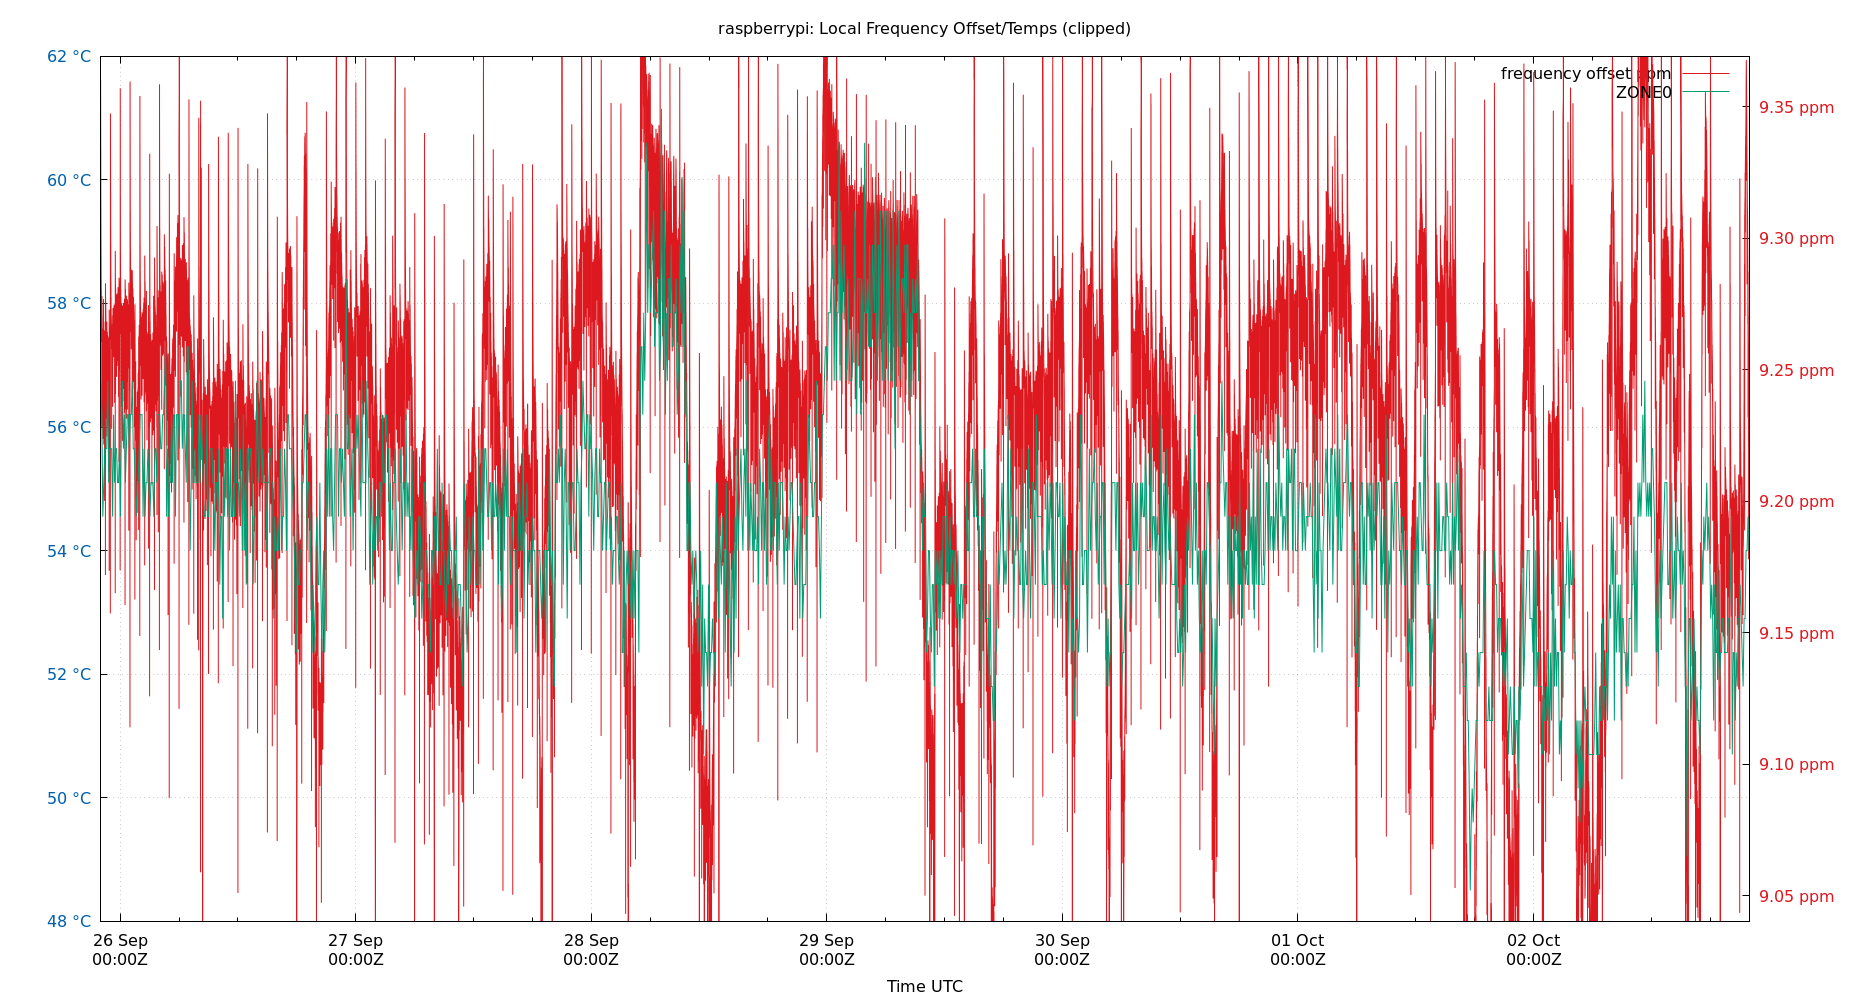 raspberrypi: Local Frequency Offset/Temps (clipped)
62 °C
60 °C
58 °C
56 °C
54 °C
52 °C
50 °C
48 °C
frequency offset ppm
ZONE0
9.35 ppm
9.30 ppm
9.25 ppm
9.20 ppm
9.15 ppm
9.10 ppm
9.05 ppm
26 Sep 27 Sep 28 Sep 29 Sep 30 Sep 01 Oct 02 Oct
00:00Z 00:00Z 00:00Z 00:00Z 00:00Z 00:00Z 00:00Z
Time UTC